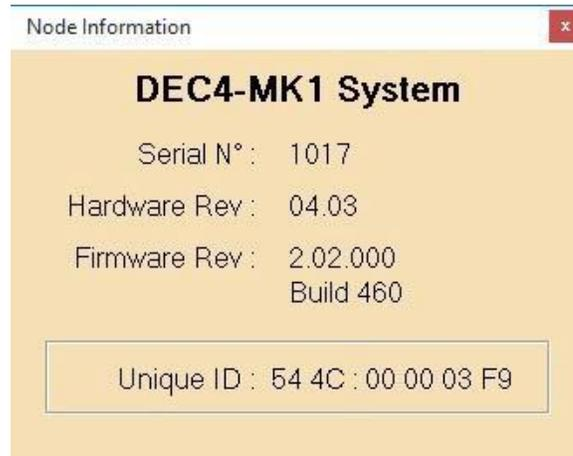 Node Information
x
DEC4-MK1 System
Serial N° : 1017
Hardware Rev : 04.03
Firmware Rev : 2.02.000
Build 460
Unique ID : 54 4C : 00 00 03 F9